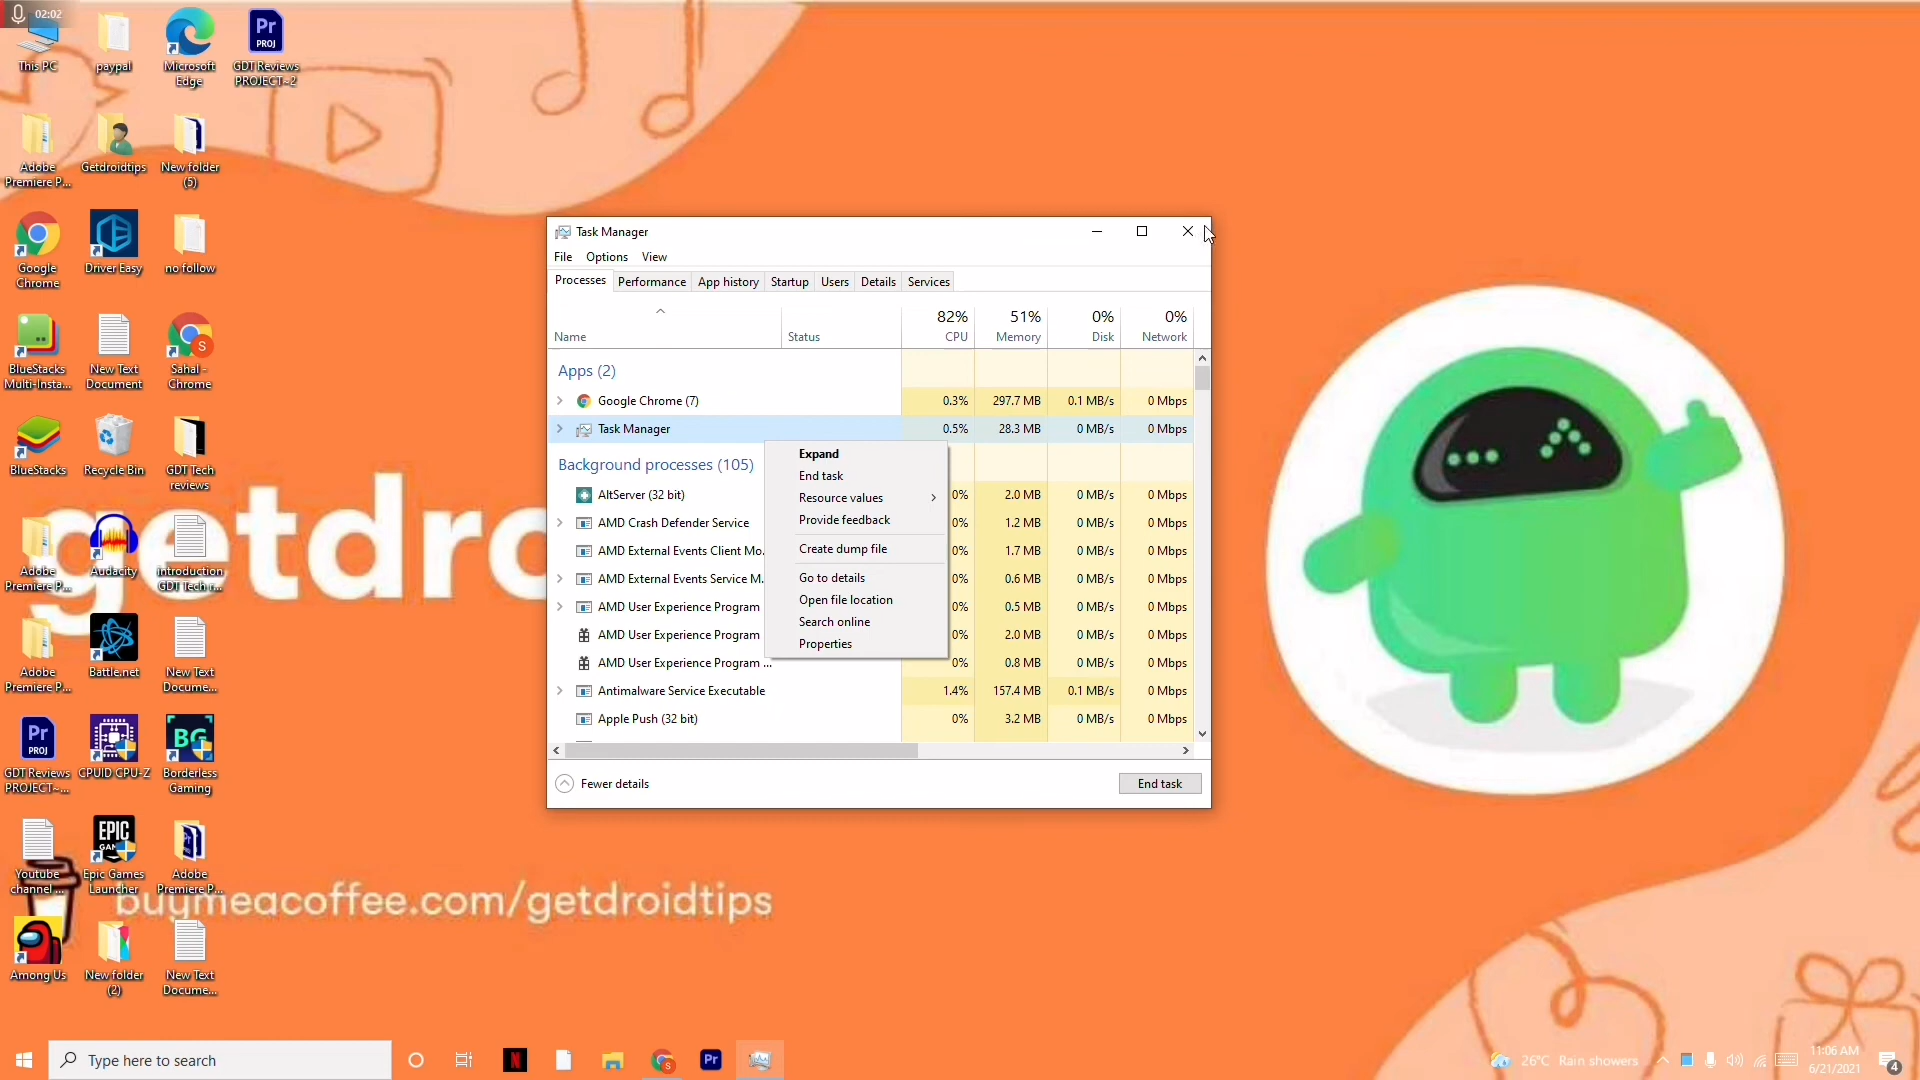 02:02
This PC
paypal
Microsoft
Edge
GDT Reviews
PROJECT~2
Adobe
Premiere P...
Getdroidtips
New folder
(5)
Google
Chrome
Driver Easy
no follow
BlueStacks
Multi-Insta...
New Text
Document
Sahal -
Chrome
BlueStacks
Recycle Bin
GDT Tech
reviews
Adobe
Premiere P...
Audacity
introduction
GDT Tech r...
Adobe
Premiere P...
Battle.net
New Text
Docume...
GDT Reviews
PROJECT~...
CPUID CPU-Z
Borderless
Gaming
Youtube
channel ...
Epic Games
Launcher
Adobe
Premiere P...
Among Us
New folder
(2)
New Text
Docume...
getdro
buymeacoffee.com/getdroidtips
Task Manager
File Options View
Processes Performance App history Startup Users Details Services
82% 51% 0% 0%
Name Status CPU Memory Disk Network
Apps (2)
Google Chrome (7) 0.3% 297.7 MB 0.1 MB/s 0 Mbps
Task Manager 0.5% 28.3 MB 0 MB/s 0 Mbps
Background processes (105)
AltServer (32 bit) 0% 2.0 MB 0 MB/s 0 Mbps
AMD Crash Defender Service 0% 1.2 MB 0 MB/s 0 Mbps
AMD External Events Client Mo... 0% 1.7 MB 0 MB/s 0 Mbps
AMD External Events Service M... 0% 0.6 MB 0 MB/s 0 Mbps
AMD User Experience Program 0% 0.5 MB 0 MB/s 0 Mbps
AMD User Experience Program 0% 2.0 MB 0 MB/s 0 Mbps
AMD User Experience Program ... 0% 0.8 MB 0 MB/s 0 Mbps
Antimalware Service Executable 1.4% 157.4 MB 0.1 MB/s 0 Mbps
Apple Push (32 bit) 0% 3.2 MB 0 MB/s 0 Mbps
Expand
End task
Resource values
Provide feedback
Create dump file
Go to details
Open file location
Search online
Properties
Fewer details
End task
Type here to search
26°C Rain showers
11:06 AM
6/21/2021
4